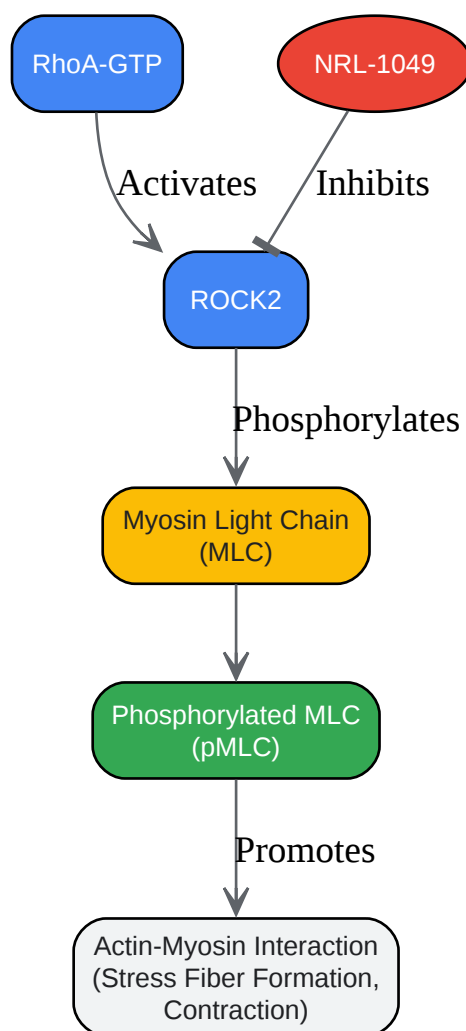 RhoA-GTP
NRL-1049
Activates
Inhibits
ROCK2
Phosphorylates
Myosin Light Chain
(MLC)
Phosphorylated MLC
(pMLC)
Promotes
Actin-Myosin Interaction
(Stress Fiber Formation,
Contraction)